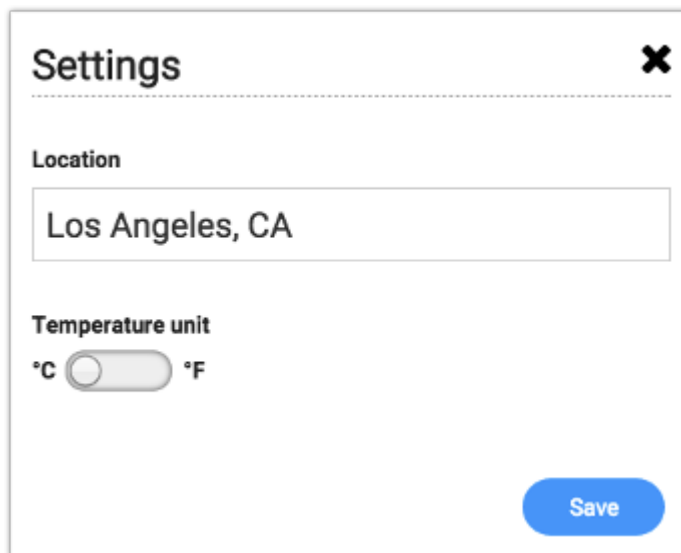 Settings
Location
Los Angeles, CA
Temperature unit
°C °F
Save